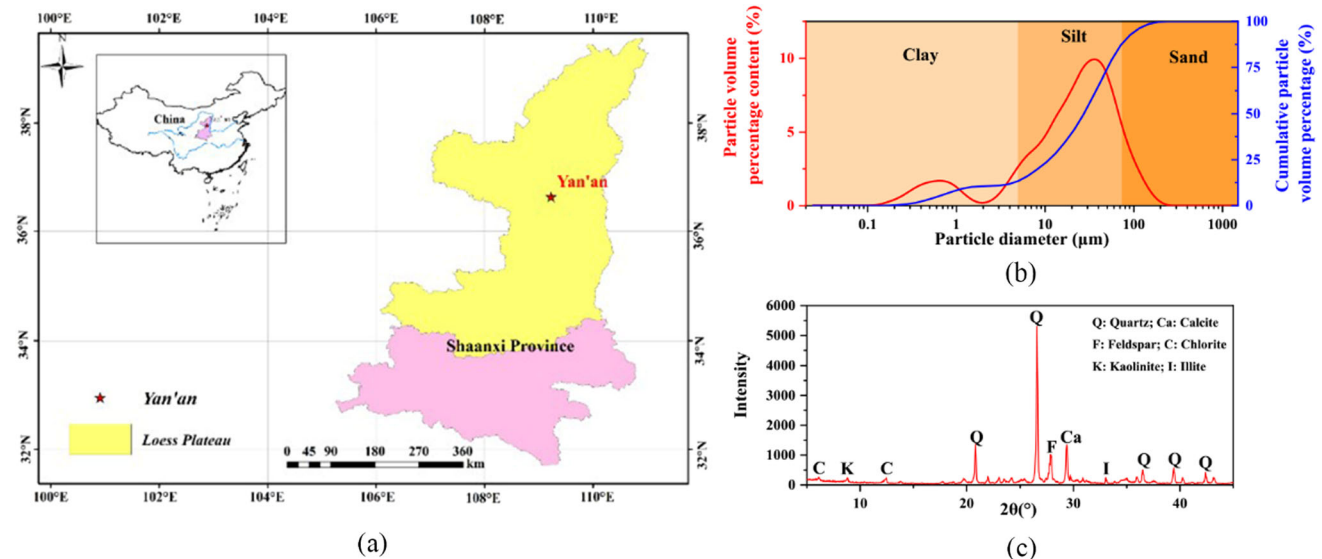 100°E 102°E 104°E 106°E 108°E 110°E
N
38°N
36°N
34°N
32°N
China
Yan'an
Shaanxi Province
Yan'an
Loess Plateau
0 45 90 180 270 360
km
38°N
36°N
34°N
32°N
100°E 102°E 104°E 106°E 108°E 110°E
(a)
Particle volume
percentage content (%)
10
5
0
Clay
Silt
Sand
100
75
50
25
0
Cumulative particle
volume percentage (%)
0.1 1 10 100 1000
Particle diameter (μm)
(b)
Intensity
6000
5000
4000
3000
2000
1000
0
Q: Quartz; Ca: Calcite
F: Feldspar; C: Chlorite
K: Kaolinite; I: Illite
C K C Q Q F Ca I Q Q Q
10 20 30 40
2θ(°)
(c)